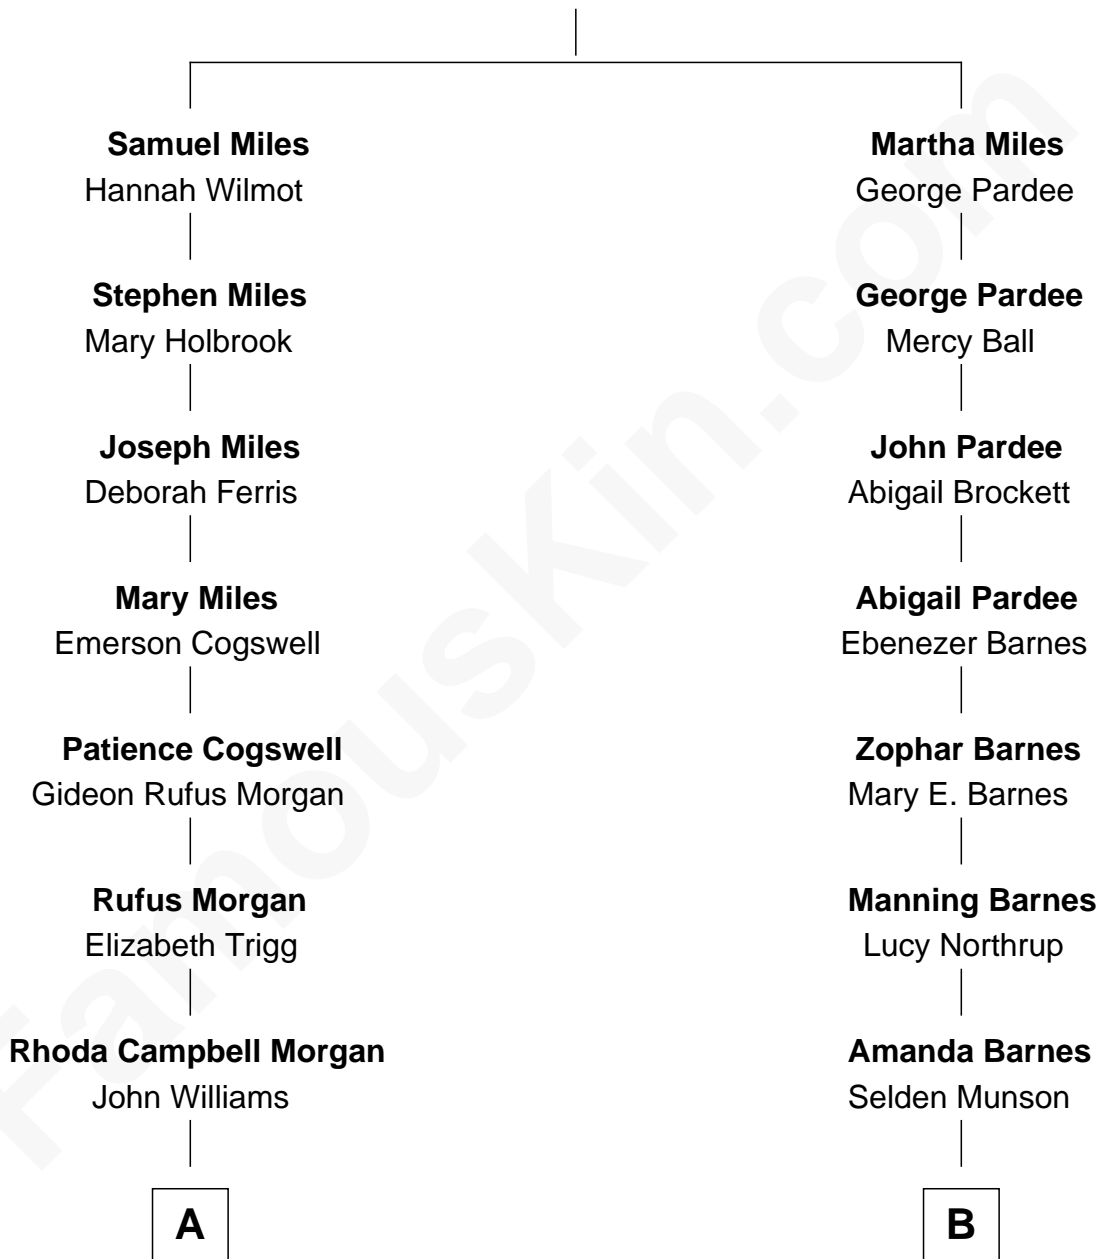 Samuel Miles
Hannah Wilmot
Stephen Miles
Mary Holbrook
Joseph Miles
Deborah Ferris
Mary Miles
Emerson Cogswell
Patience Cogswell
Gideon Rufus Morgan
Rufus Morgan
Elizabeth Trigg
Rhoda Campbell Morgan
John Williams
A
Martha Miles
George Pardee
George Pardee
Mercy Ball
John Pardee
Abigail Brockett
Abigail Pardee
Ebenezer Barnes
Zophar Barnes
Mary E. Barnes
Manning Barnes
Lucy Northrup
Amanda Barnes
Selden Munson
B
FamousKin.com